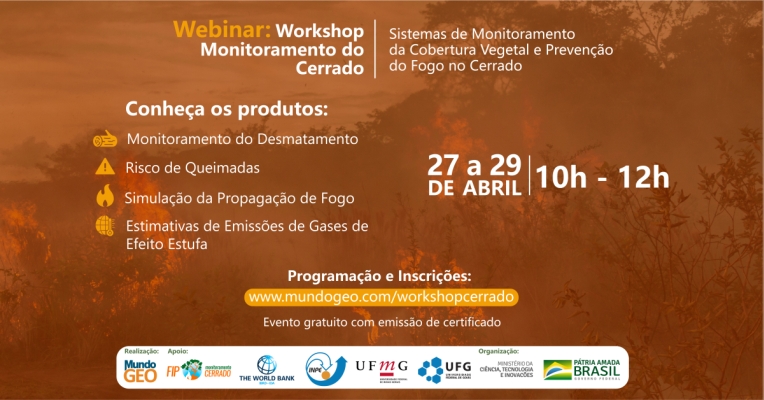 Webinar: Workshop
Monitoramento do
Cerrado
Sistemas de Monitoramento
da Cobertura Vegetal e Prevenção
do Fogo no Cerrado
Conheça os produtos:
Monitoramento do Desmatamento
Risco de Queimadas
Simulação da Propagação de Fogo
Estimativas de Emissões de Gases de
Efeito Estufa
27 a 29
DE ABRIL
10h - 12h
Programação e Inscrições:
www.mundogeo.com/workshopcerrado
Evento gratuito com emissão de certificado
Realização:
Mundo
GEO
Apoio:
FIP
monitoramento
CERRADO
THE WORLD BANK
INPE
UFMG
UFG
Organização:
MINISTÉRIO DA
CIÊNCIA, TECNOLOGIA
E INOVAÇÕES
PÁTRIA AMADA
BRASIL
GOVERNO FEDERAL